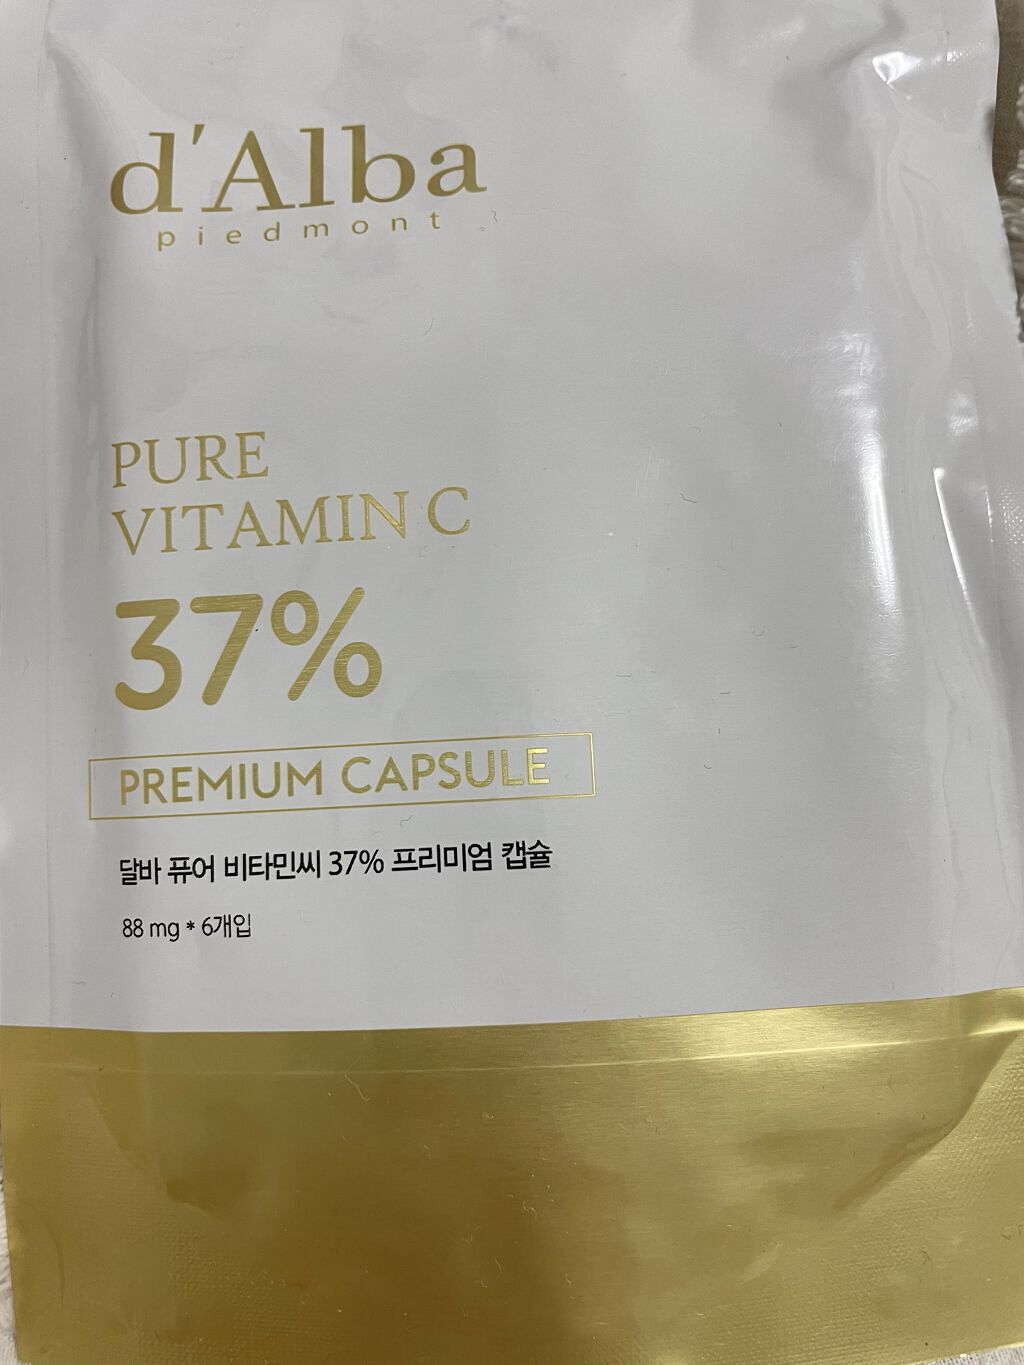 d'Alba
piedmont
PURE
VITAMIN C
37%
PREMIUM CAPSULE
달바 퓨어 비타민씨 37% 프리미엄 캡슐
88 mg * 6개입